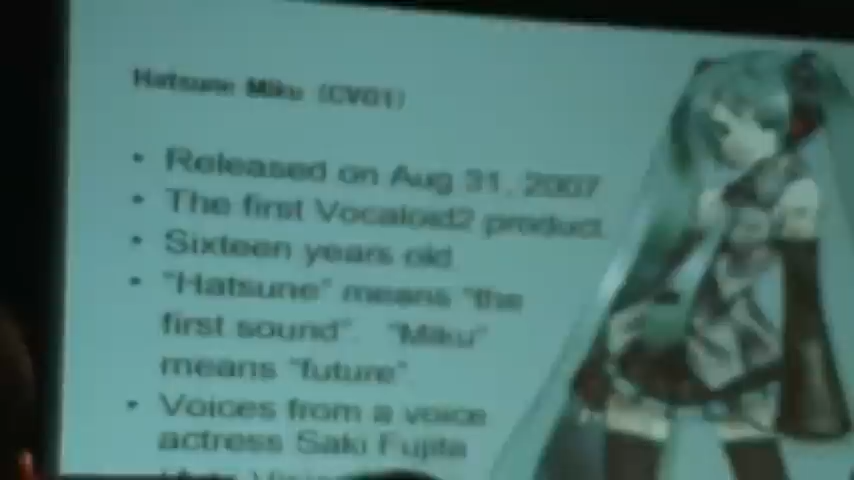 Hatsune Miku (CV01)
• Released on Aug 31, 2007
• The first Vocaloid2 product.
• Sixteen years old.
• "Hatsune" means "the
first sound". "Miku"
means "future"
• Voices from a voice
actress Saki Fujita